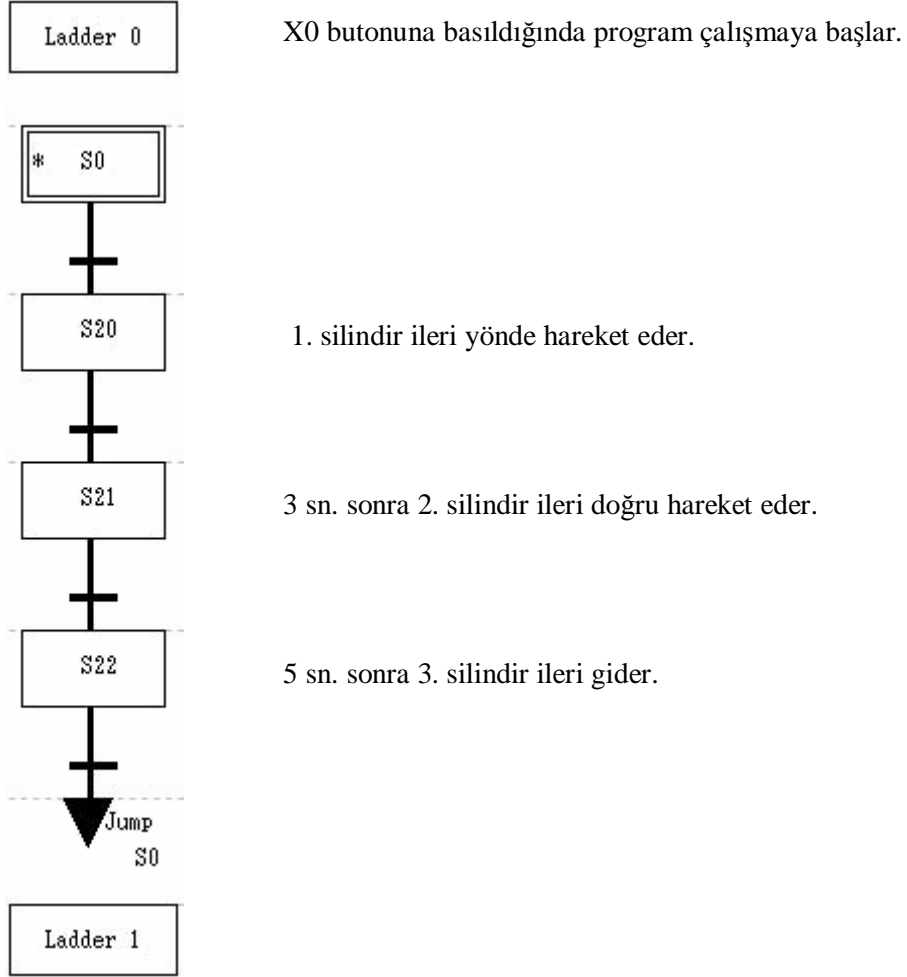 Ladder 0
X0 butonuna basıldığında program çalışmaya başlar.
* S0
S20
1. silindir ileri yönde hareket eder.
S21
3 sn. sonra 2. silindir ileri doğru hareket eder.
S22
5 sn. sonra 3. silindir ileri gider.
Jump
S0
Ladder 1